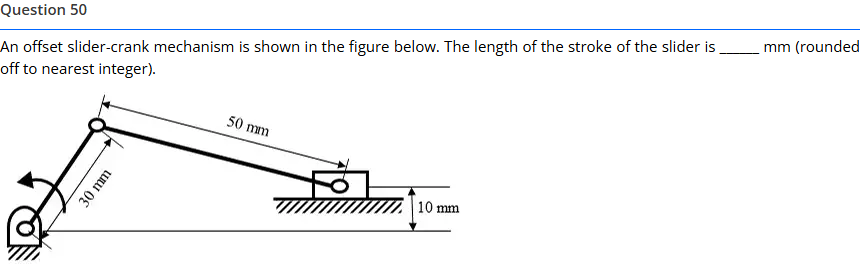 Question 50
An offset slider-crank mechanism is shown in the figure below. The length of the stroke of the slider is _____ mm (rounded
off to nearest integer).
50 mm
30 mm
10 mm